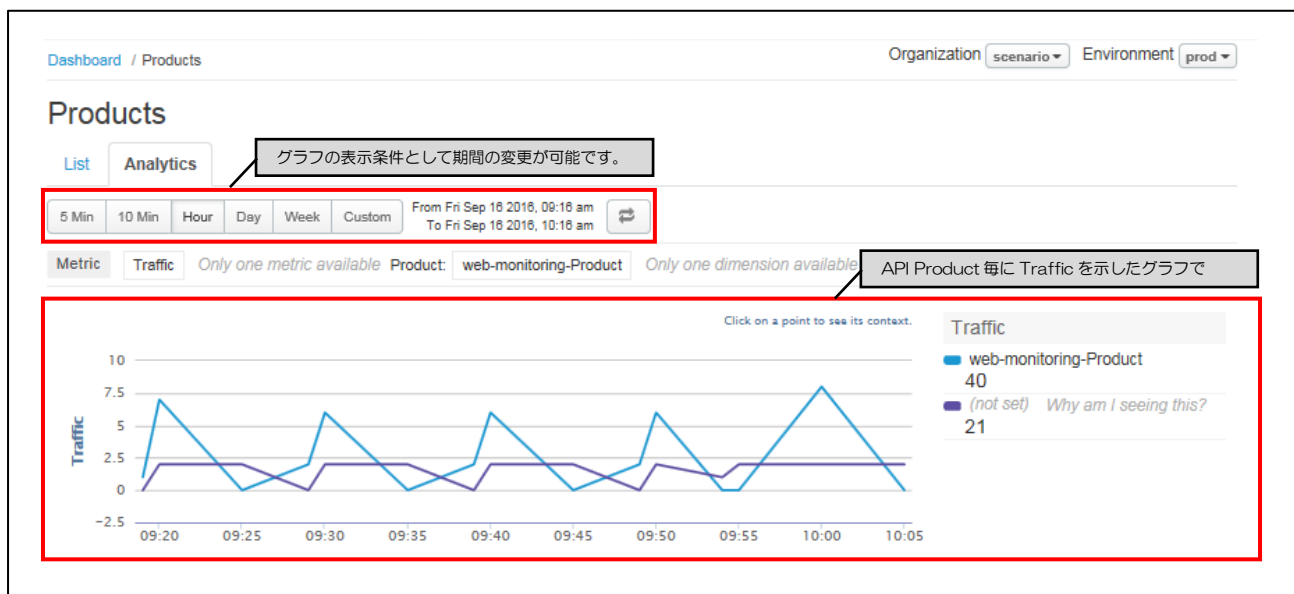 Dashboard / Products
Organization scenario Environment prod
Products
List Analytics
グラフの表示条件として期間の変更が可能です。
5 Min 10 Min Hour Day Week Custom
From Fri Sep 16 2016, 09:16 am
To Fri Sep 16 2016, 10:16 am
Metric Traffic Only one metric available Product: web-monitoring-Product Only one dimension available
API Product 毎に Traffic を示したグラフで
Click on a point to see its context.
Traffic
10
7.5
5
2.5
0
−2.5
Traffic
09:20 09:25 09:30 09:35 09:40 09:45 09:50 09:55 10:00 10:05
web-monitoring-Product
40
(not set) Why am I seeing this?
21